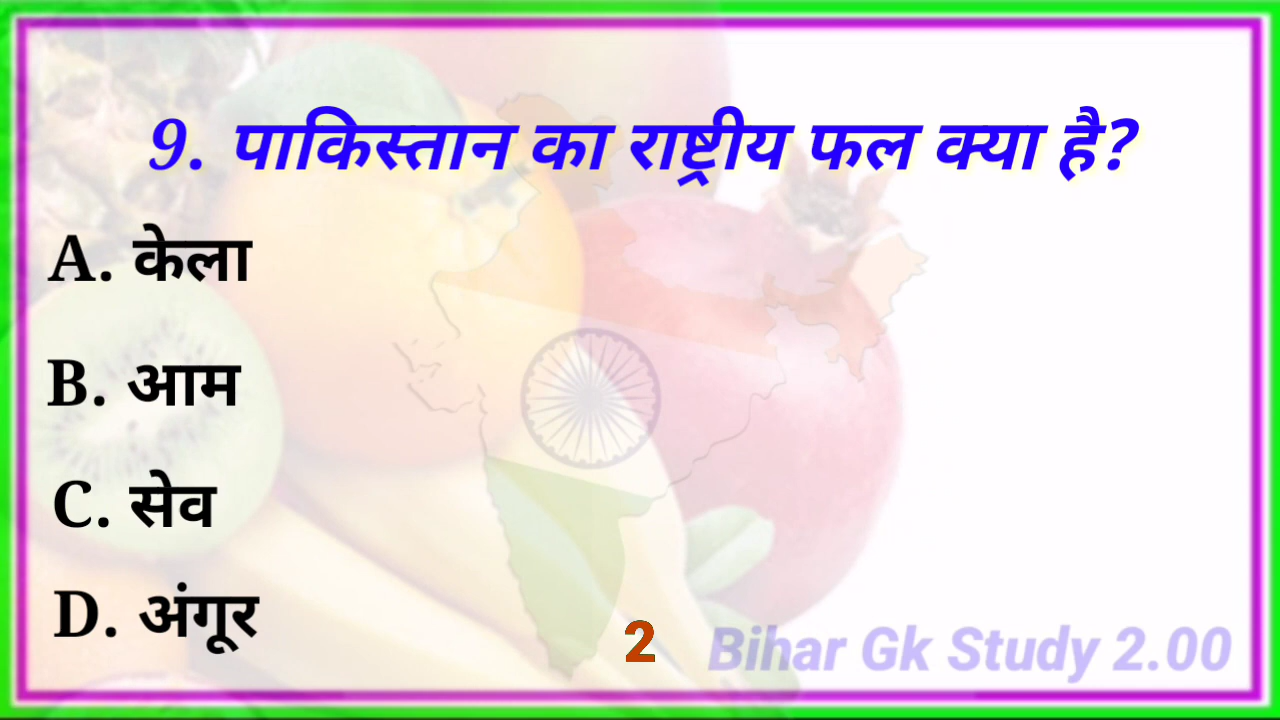 9. पाकिस्तान का राष्ट्रीय फल क्या है?
A. केला
B. आम
C. सेव
D. अंगूर
2
Bihar Gk Study 2.00